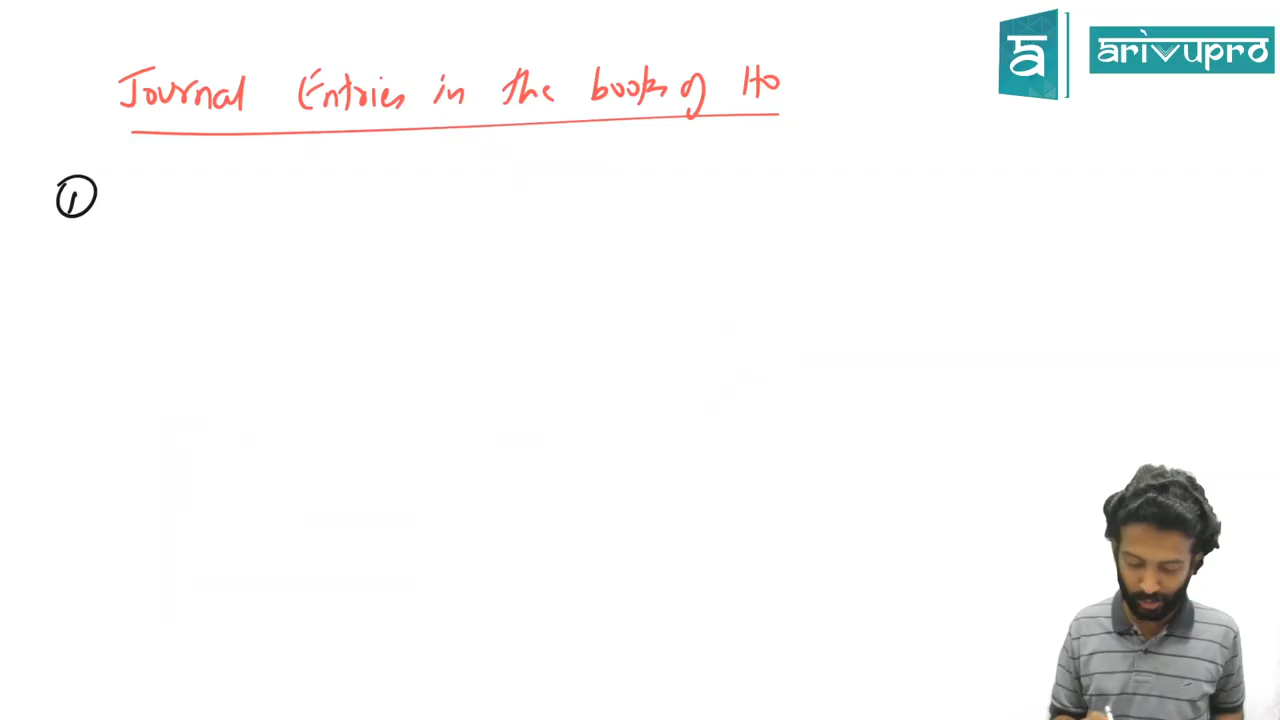 Journal Entries in the books of HO
ā arivupro
①